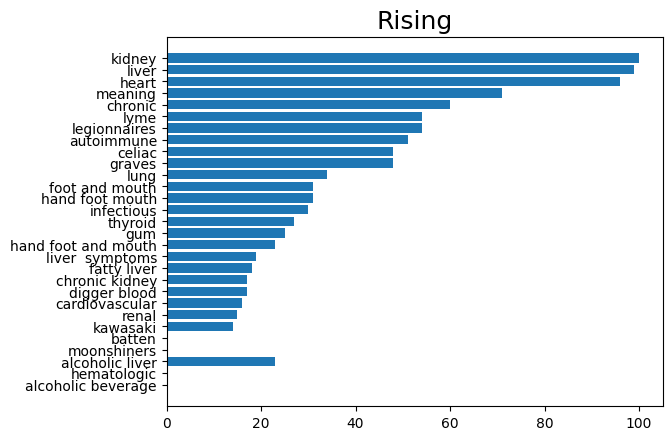 Rising
kidney
liver
heart
meaning
chronic
lyme
legionnaires
autoimmune
celiac
graves
lung
foot and mouth
hand foot mouth
infectious
thyroid
gum
hand foot and mouth
liver  symptoms
fatty liver
chronic kidney
digger blood
cardiovascular
renal
kawasaki
batten
moonshiners
alcoholic liver
hematologic
alcoholic beverage
0 20 40 60 80 100